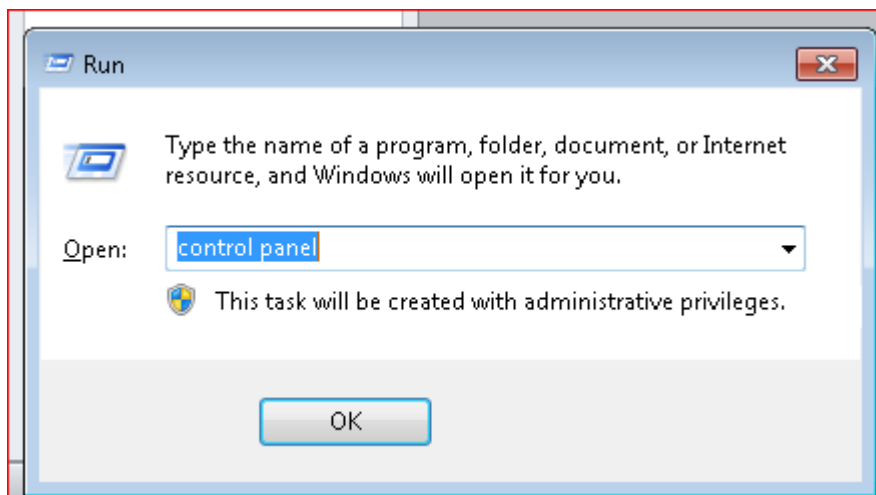 Run
Type the name of a program, folder, document, or Internet
resource, and Windows will open it for you.
Open: control panel
This task will be created with administrative privileges.
OK